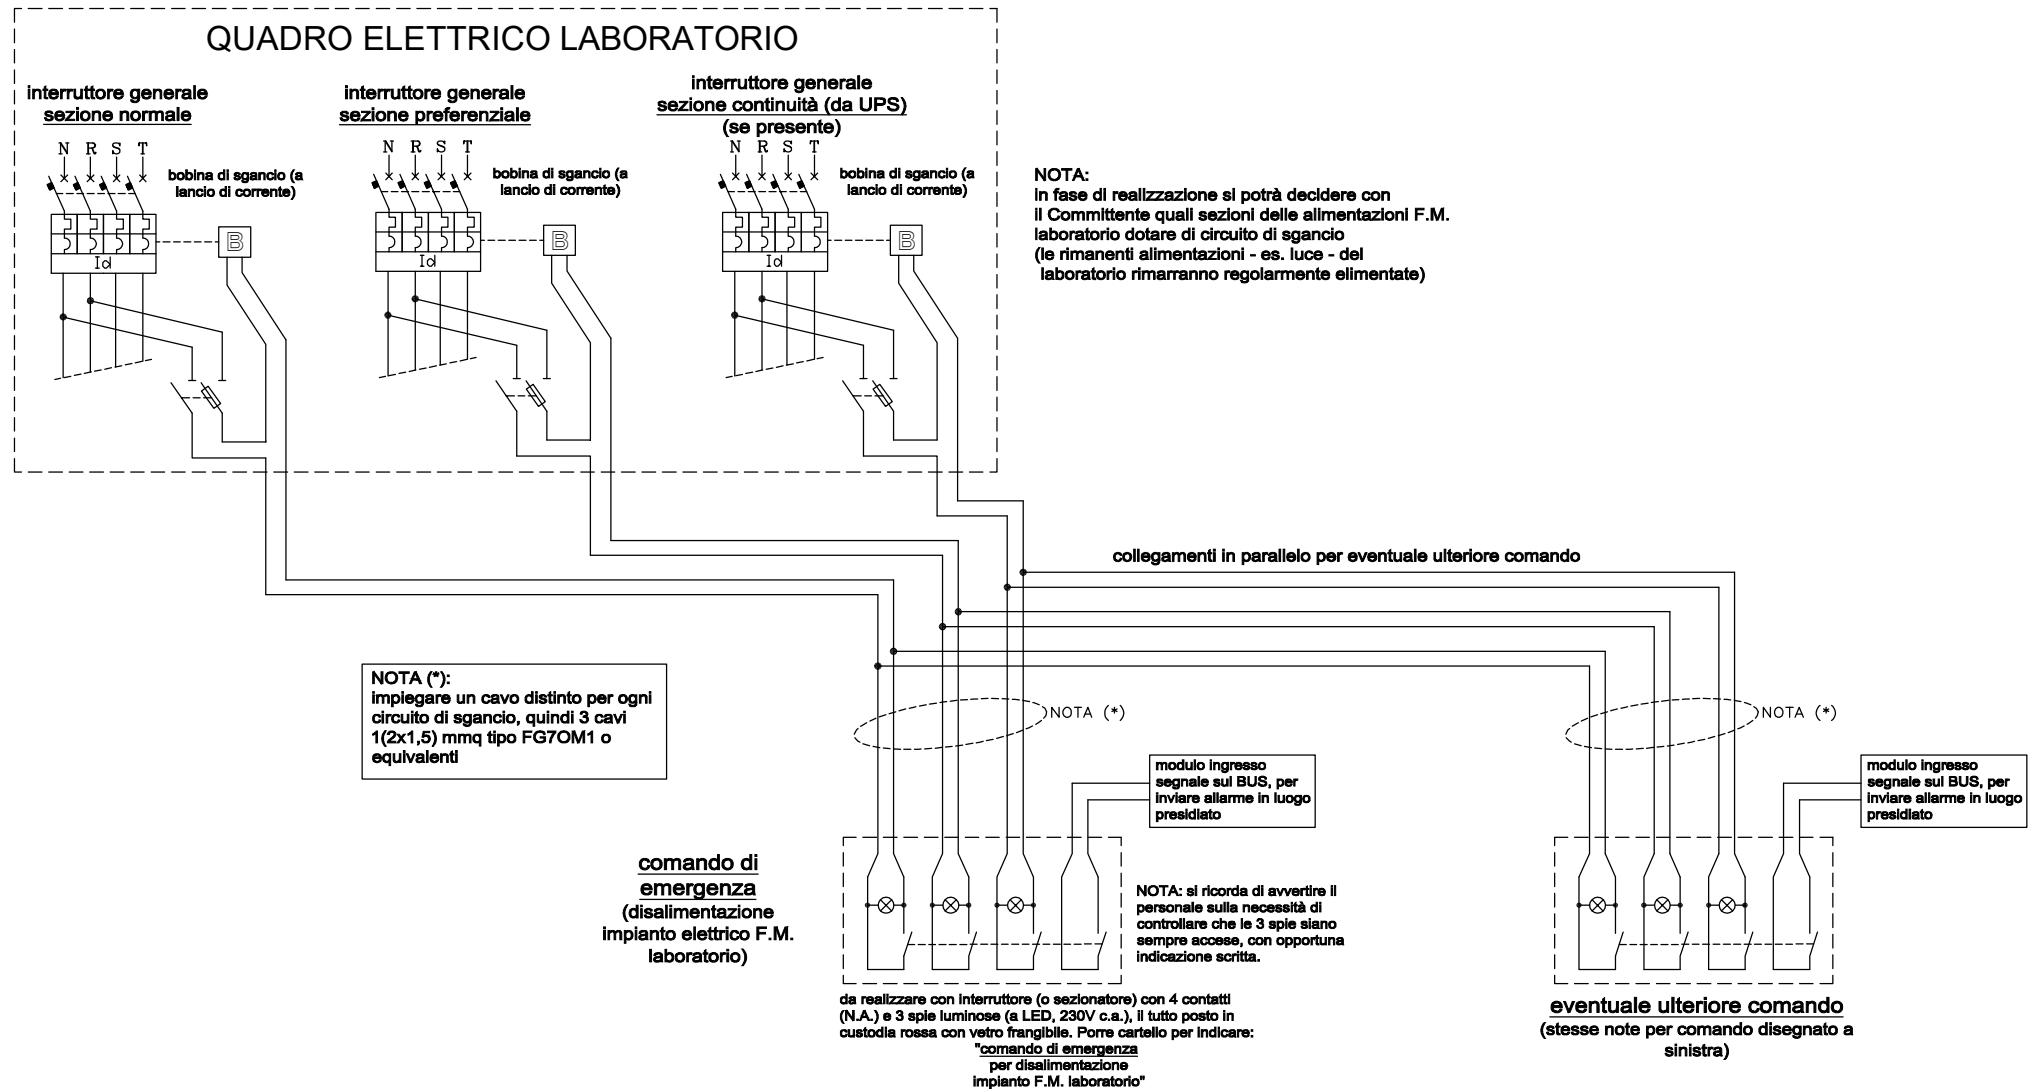 QUADRO ELETTRICO LABORATORIO
interruttore generale
sezione normale
N R S T
bobina di sgancio (a
lancio di corrente)
B
Id
interruttore generale
sezione preferenziale
N R S T
bobina di sgancio (a
lancio di corrente)
B
Id
interruttore generale
sezione continuità (da UPS)
(se presente)
N R S T
bobina di sgancio (a
lancio di corrente)
B
Id
NOTA:
in fase di realizzazione si potrà decidere con
il Committente quali sezioni delle alimentazioni F.M.
laboratorio dotare di circuito di sgancio
(le rimanenti alimentazioni - es. luce - del
laboratorio rimarranno regolarmente elimentate)
collegamenti in parallelo per eventuale ulteriore comando
NOTA (*):
impiegare un cavo distinto per ogni
circuito di sgancio, quindi 3 cavi
1(2x1,5) mmq tipo FG7OM1 o
equivalenti
NOTA (*)
NOTA (*)
modulo ingresso
segnale sul BUS, per
inviare allarme in luogo
presidiato
modulo ingresso
segnale sul BUS, per
inviare allarme in luogo
presidiato
comando di
emergenza
(disalimentazione
impianto elettrico F.M.
laboratorio)
NOTA: si ricorda di avvertire il
personale sulla necessità di
controllare che le 3 spie siano
sempre accese, con opportuna
indicazione scritta.
da realizzare con interruttore (o sezionatore) con 4 contatti
(N.A.) e 3 spie luminose (a LED, 230V c.a.), il tutto posto in
custodia rossa con vetro frangibile. Porre cartello per indicare:
"comando di emergenza
per disalimentazione
impianto F.M. laboratorio"
eventuale ulteriore comando
(stesse note per comando disegnato a
sinistra)